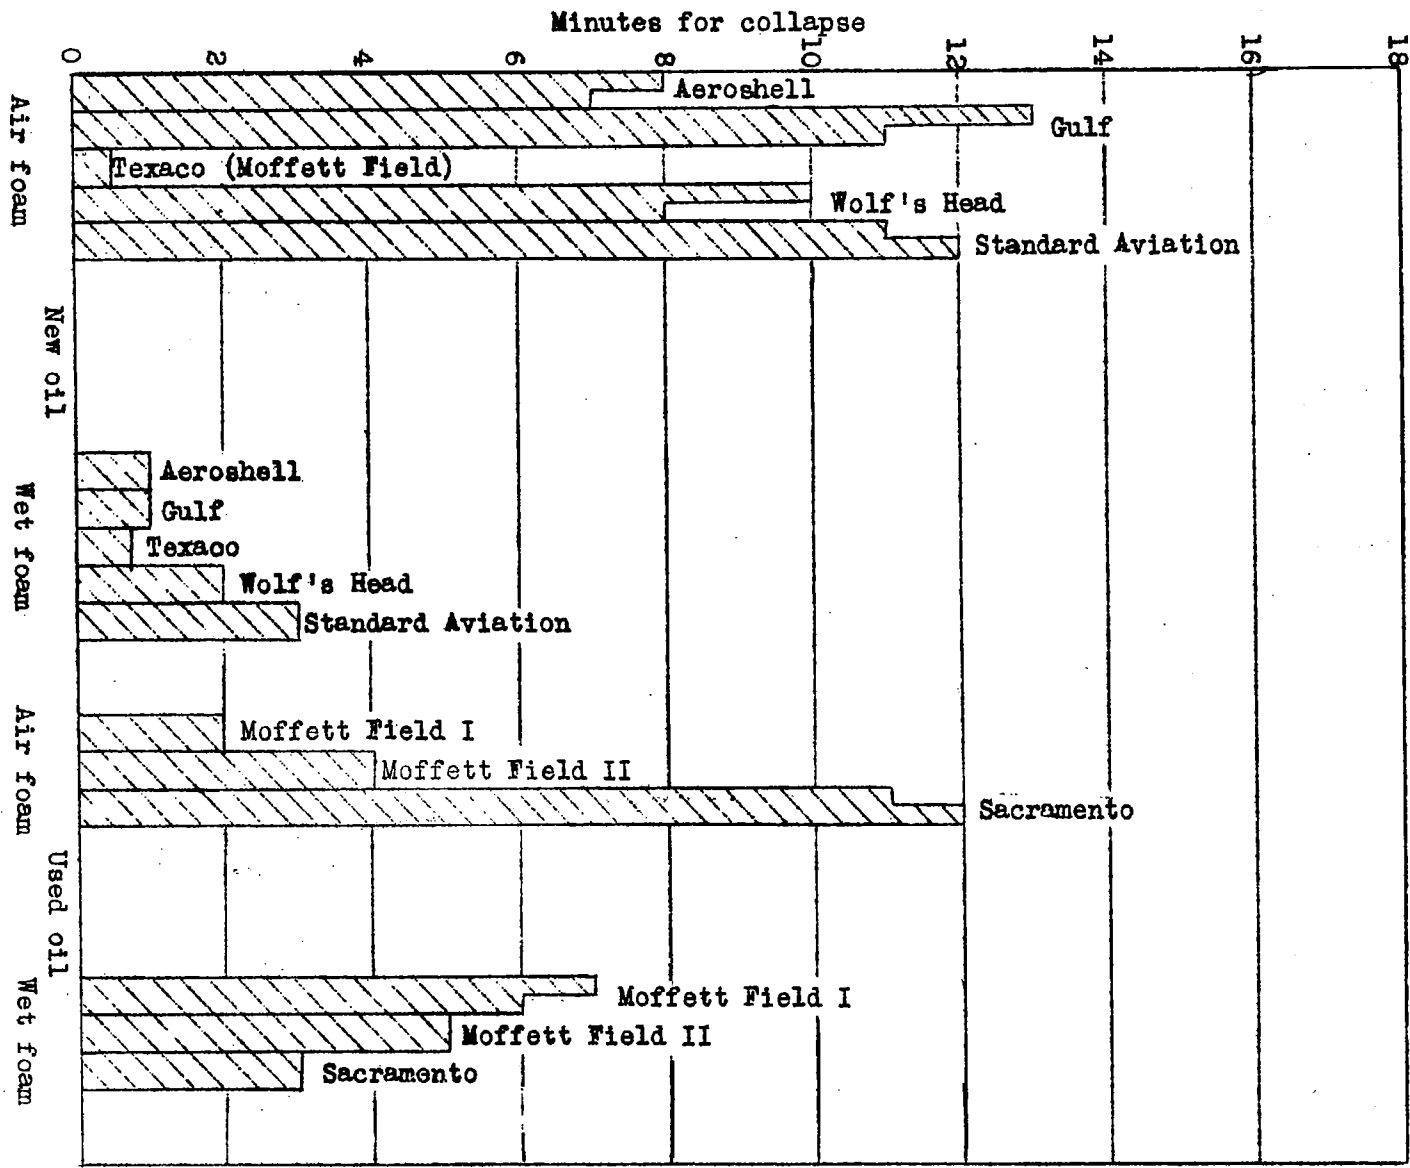 Minutes for collapse
0 2 4 6 8 10 12 14 16 18
Air foam
Aeroshell
Gulf
Texaco (Moffett Field)
Wolf's Head
Standard Aviation
New oil
Wet foam
Aeroshell
Gulf
Texaco
Wolf's Head
Standard Aviation
Air foam
Moffett Field I
Moffett Field II
Sacramento
Used oil
Wet foam
Moffett Field I
Moffett Field II
Sacramento